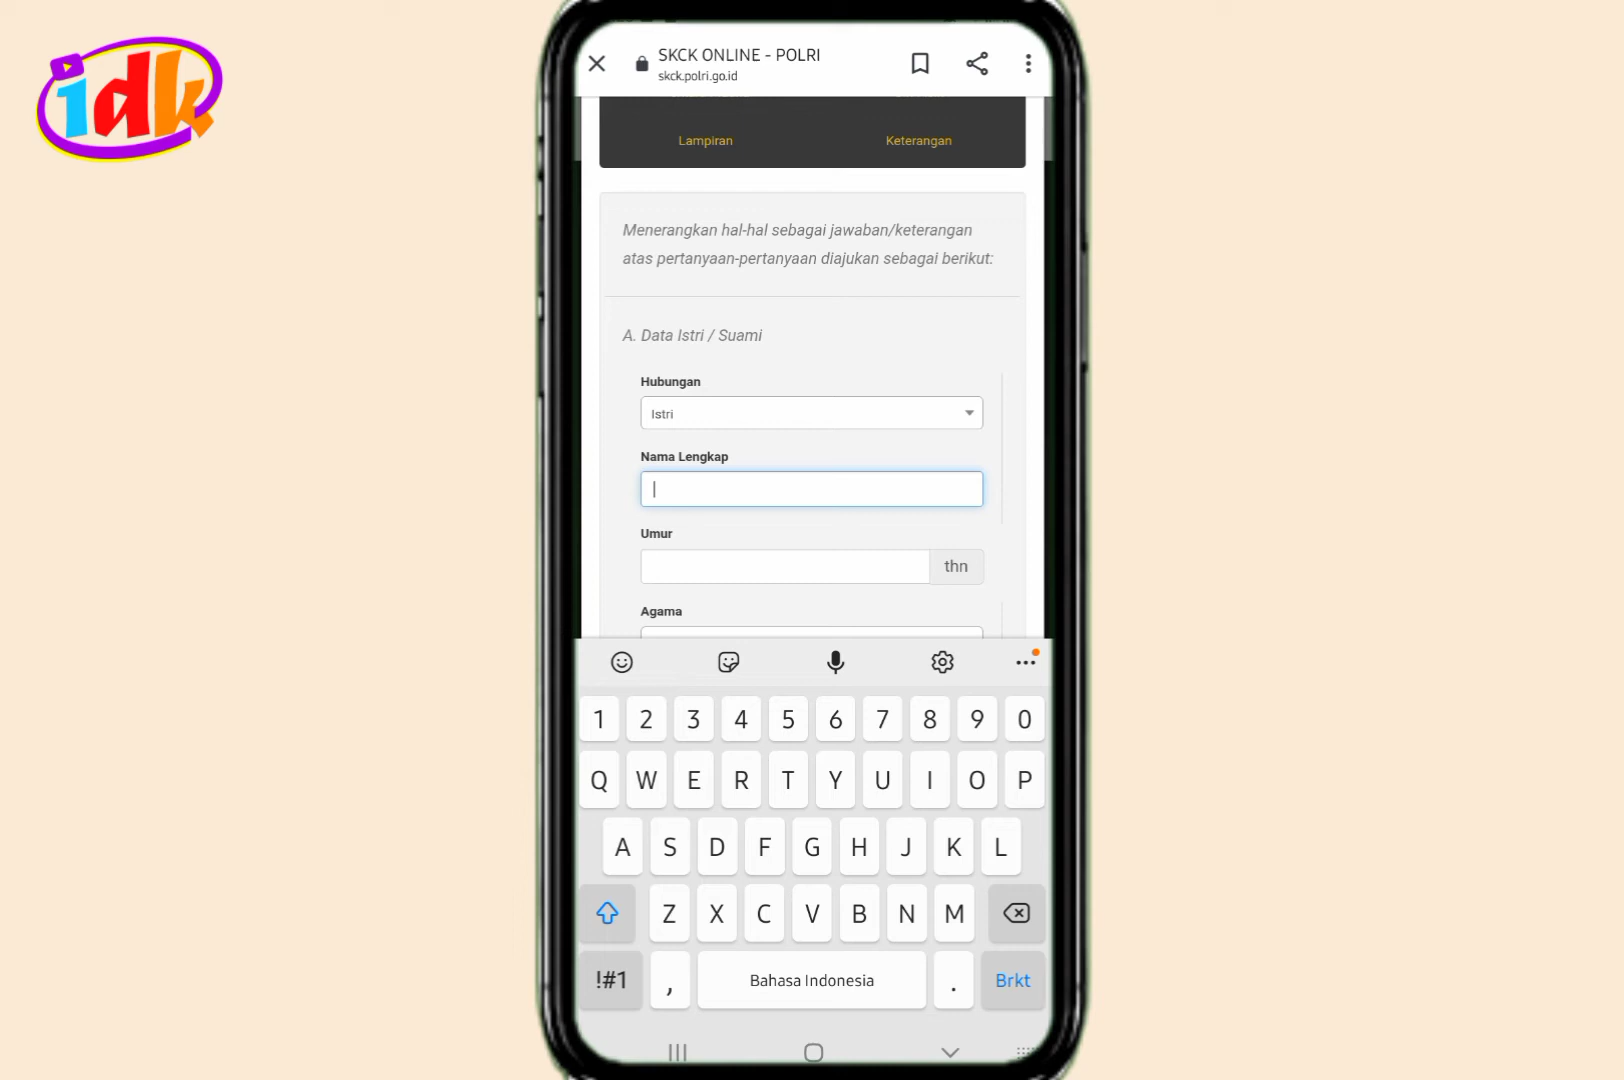 idk
SKCK ONLINE - POLRI
skck.polri.go.id
Lampiran
Keterangan
Menerangkan hal-hal sebagai jawaban/keterangan
atas pertanyaan-pertanyaan diajukan sebagai berikut:
A. Data Istri / Suami
Hubungan
Istri
Nama Lengkap
Umur
thn
Agama
1 2 3 4 5 6 7 8 9 0
Q W E R T Y U I O P
A S D F G H J K L
Z X C V B N M
!#1 , Bahasa Indonesia . Brkt